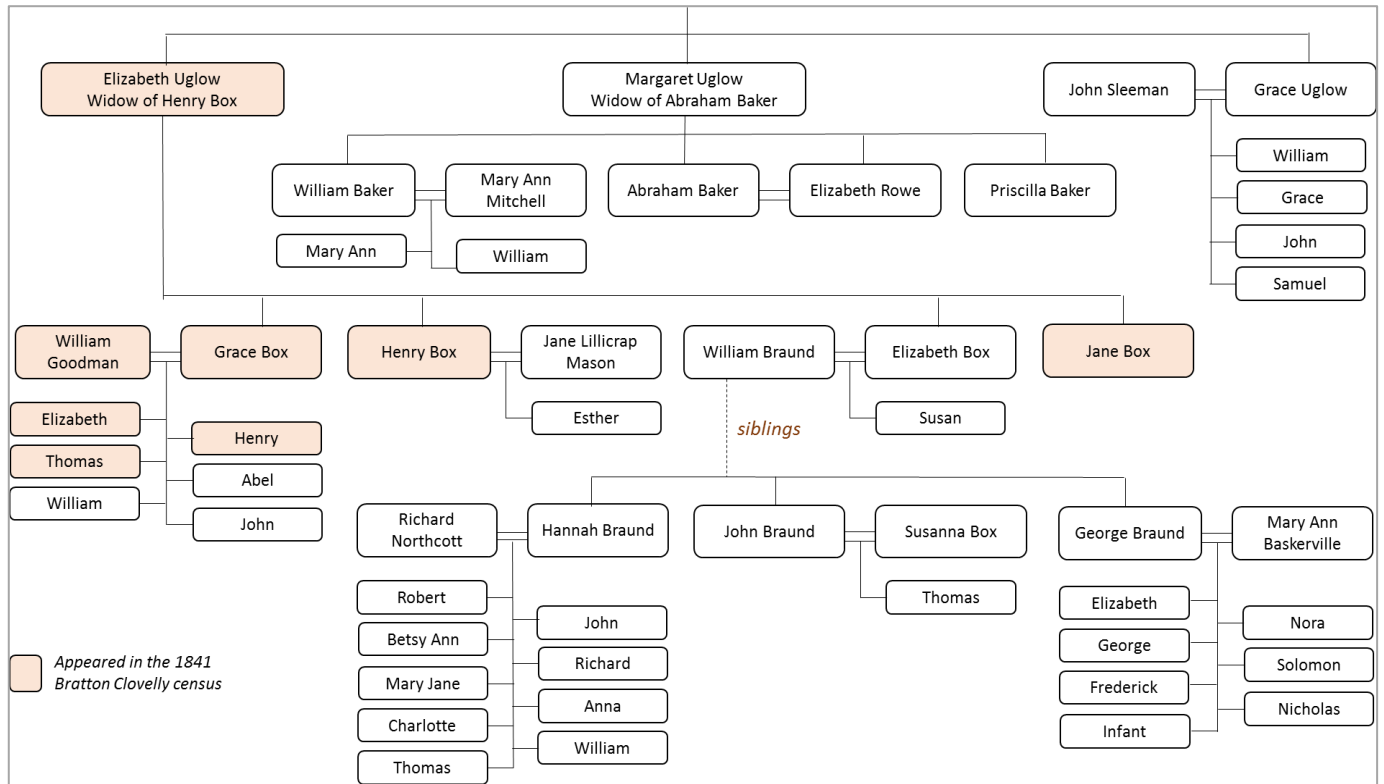 Elizabeth Uglow
Widow of Henry Box
Margaret Uglow
Widow of Abraham Baker
John Sleeman
Grace Uglow
William
Grace
John
Samuel
William Baker
Mary Ann
Mitchell
Abraham Baker
Elizabeth Rowe
Priscilla Baker
Mary Ann
William
William
Goodman
Grace Box
Henry Box
Jane Lillicrap
Mason
William Braund
Elizabeth Box
Jane Box
Elizabeth
Henry
Thomas
Abel
William
John
Esther
Susan
siblings
Richard
Northcott
Hannah Braund
John Braund
Susanna Box
George Braund
Mary Ann
Baskerville
Robert
John
Betsy Ann
Richard
Mary Jane
Anna
Charlotte
William
Thomas
Thomas
Elizabeth
Nora
George
Solomon
Frederick
Nicholas
Infant
Appeared in the 1841
Bratton Clovelly census